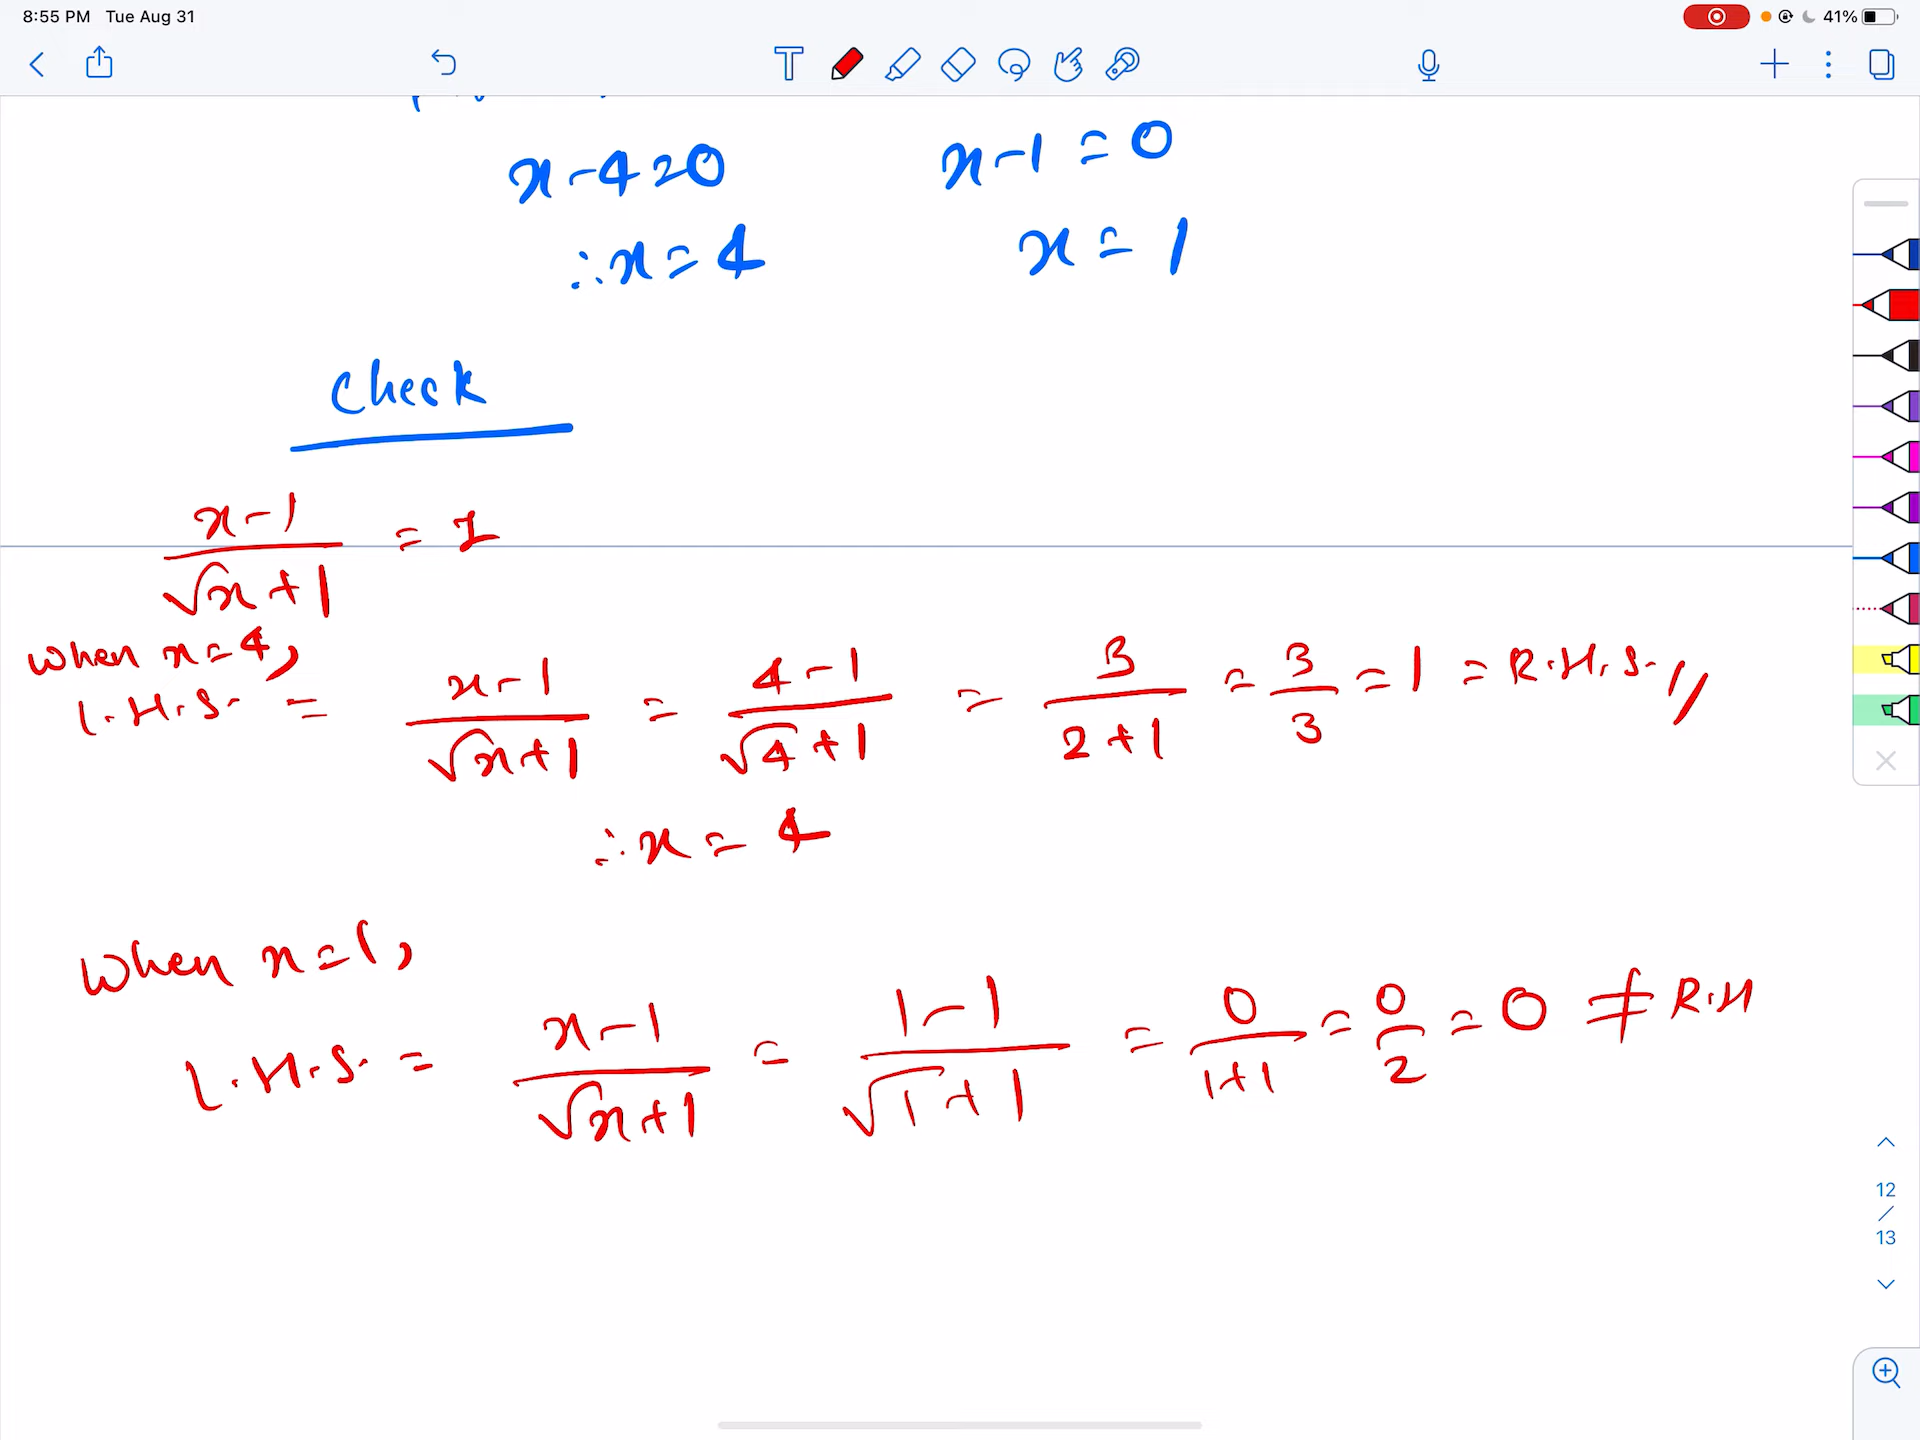 8:55 PM Tue Aug 31 41%
T
x-4=0 x-1=0
∴x=4 x=1
Check
x-1/√x+1 = 1
When x=4,
L.H.S. = x-1/√x+1 = 4-1/√4+1 = 3/2+1 = 3/3 = 1 = R.H.S.//
∴x=4
When x=1,
L.H.S. = x-1/√x+1 = 1-1/√1+1 = 0/1+1 = 0/2 = 0 ≠ R.H
12
/
13